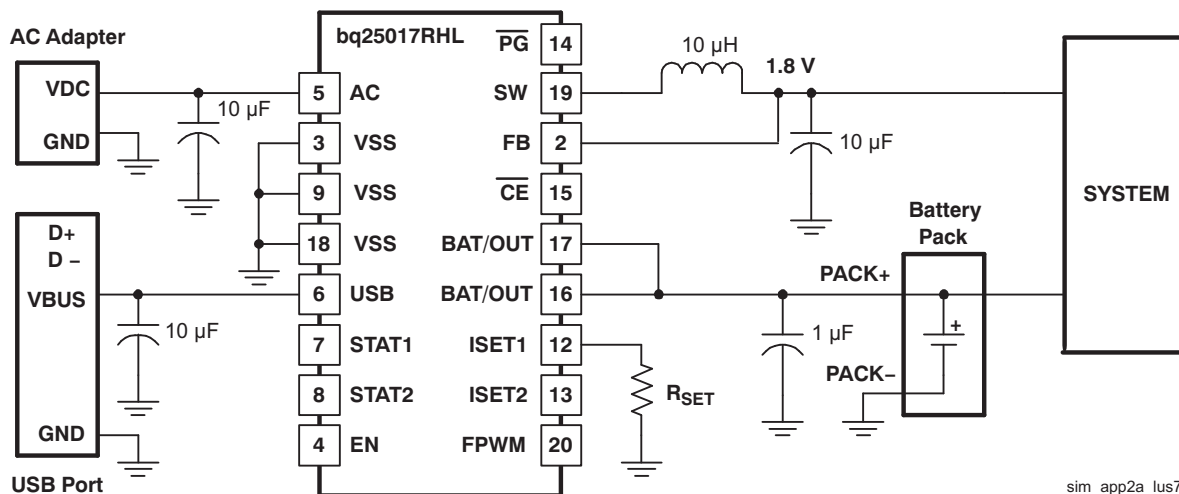 AC Adapter
VDC
GND
10 µF
D+
D −
VBUS
GND
USB Port
10 µF
bq25017RHL
5 AC
3 VSS
9 VSS
18 VSS
6 USB
7 STAT1
8 STAT2
4 EN
PG 14
SW 19
FB 2
CE 15
BAT/OUT 17
BAT/OUT 16
ISET1 12
ISET2 13
FPWM 20
10 µH
1.8 V
10 µF
RSET
1 µF
Battery
Pack
PACK+
+
PACK−
SYSTEM